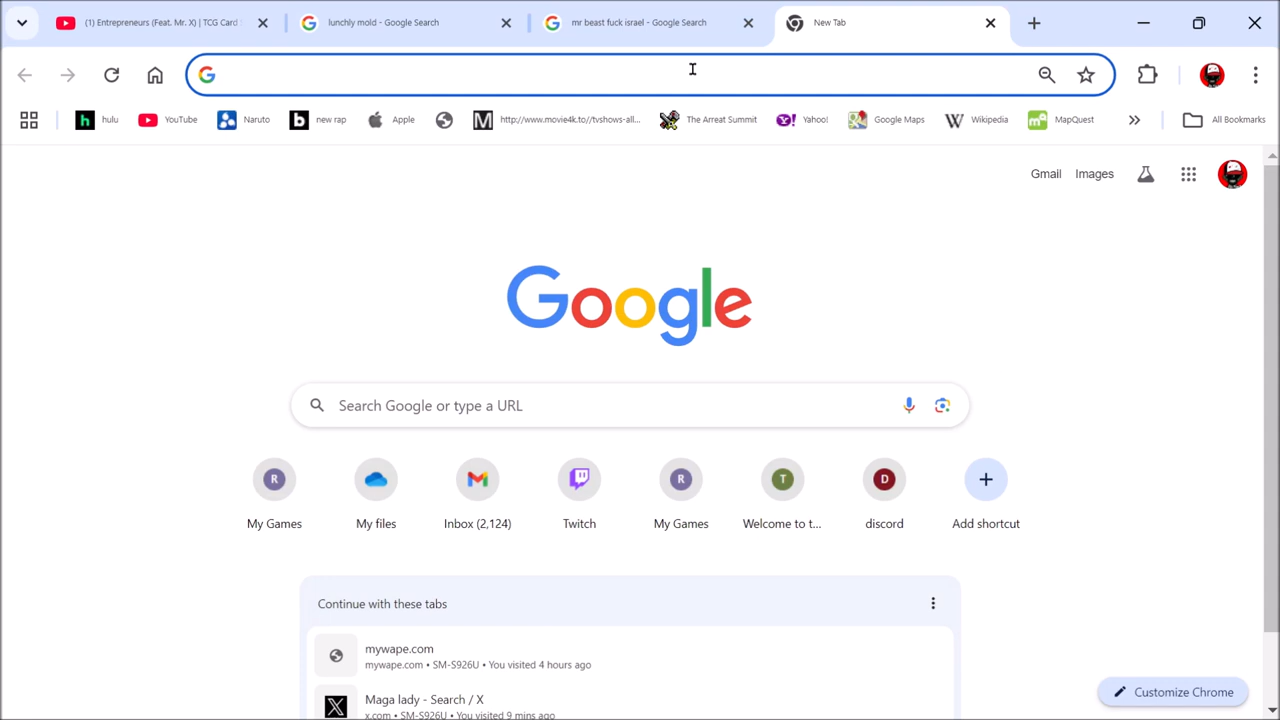 (1) Entrepreneurs (Feat. Mr. X) | TCG Card
lunchly mold - Google Search
mr beast fuck israel - Google Search
New Tab
hulu
YouTube
Naruto
new rap
Apple
http://www.movie4k.to//tvshows-all...
The Arreat Summit
Yahoo!
Google Maps
Wikipedia
MapQuest
All Bookmarks
Gmail
Images
Google
Search Google or type a URL
My Games
My files
Inbox (2,124)
Twitch
My Games
Welcome to t...
discord
Add shortcut
Continue with these tabs
mywape.com
mywape.com • SM-S926U • You visited 4 hours ago
Maga lady - Search / X
x.com • SM-S926U • You visited 9 mins ago
Customize Chrome